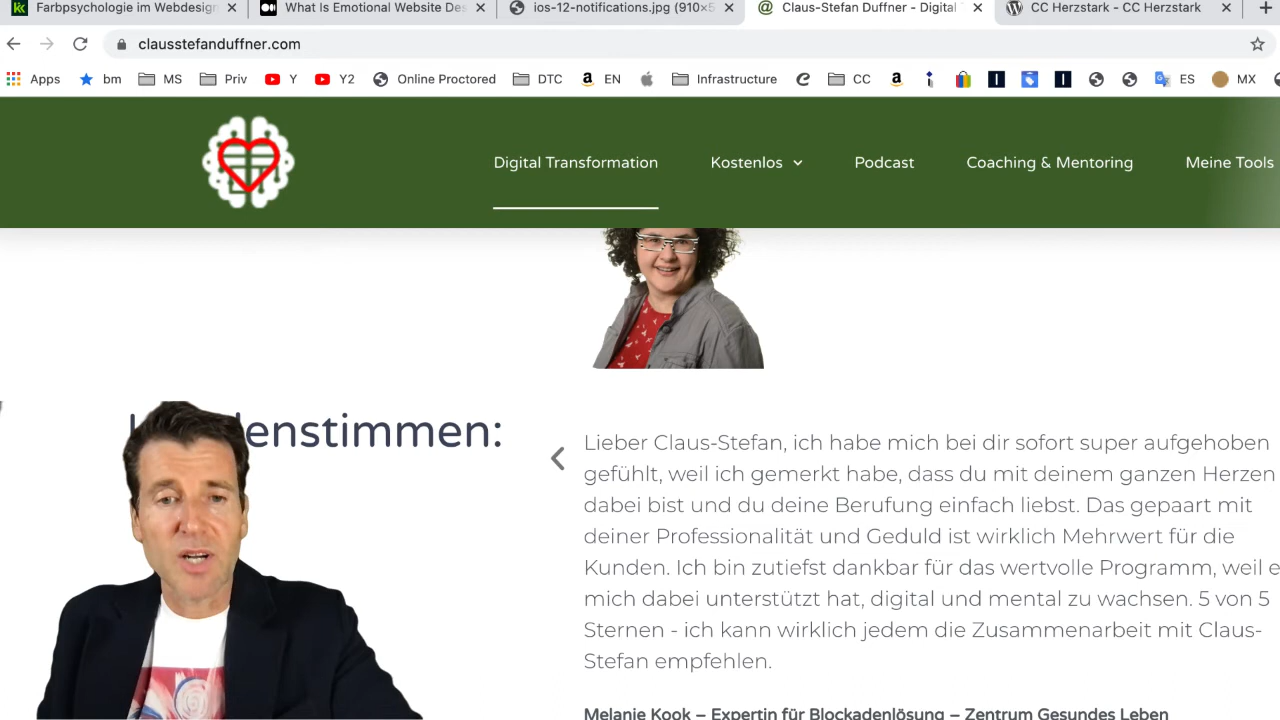 Farbpsychologie im Webdesign
What Is Emotional Website Des
ios-12-notifications.jpg (910×5
Claus-Stefan Duffner - Digital T
CC Herzstark - CC Herzstark
clausstefanduffner.com
Apps bm MS Priv Y Y2 Online Proctored DTC EN Infrastructure CC ES MX
Digital Transformation Kostenlos Podcast Coaching & Mentoring Meine Tools
enstimmen:
Lieber Claus-Stefan, ich habe mich bei dir sofort super aufgehoben
gefühlt, weil ich gemerkt habe, dass du mit deinem ganzen Herzen
dabei bist und du deine Berufung einfach liebst. Das gepaart mit
deiner Professionalität und Geduld ist wirklich Mehrwert für die
Kunden. Ich bin zutiefst dankbar für das wertvolle Programm, weil e
mich dabei unterstützt hat, digital und mental zu wachsen. 5 von 5
Sternen - ich kann wirklich jedem die Zusammenarbeit mit Claus-
Stefan empfehlen.
Melanie Kook – Expertin für Blockadenlösung – Zentrum Gesundes Leben